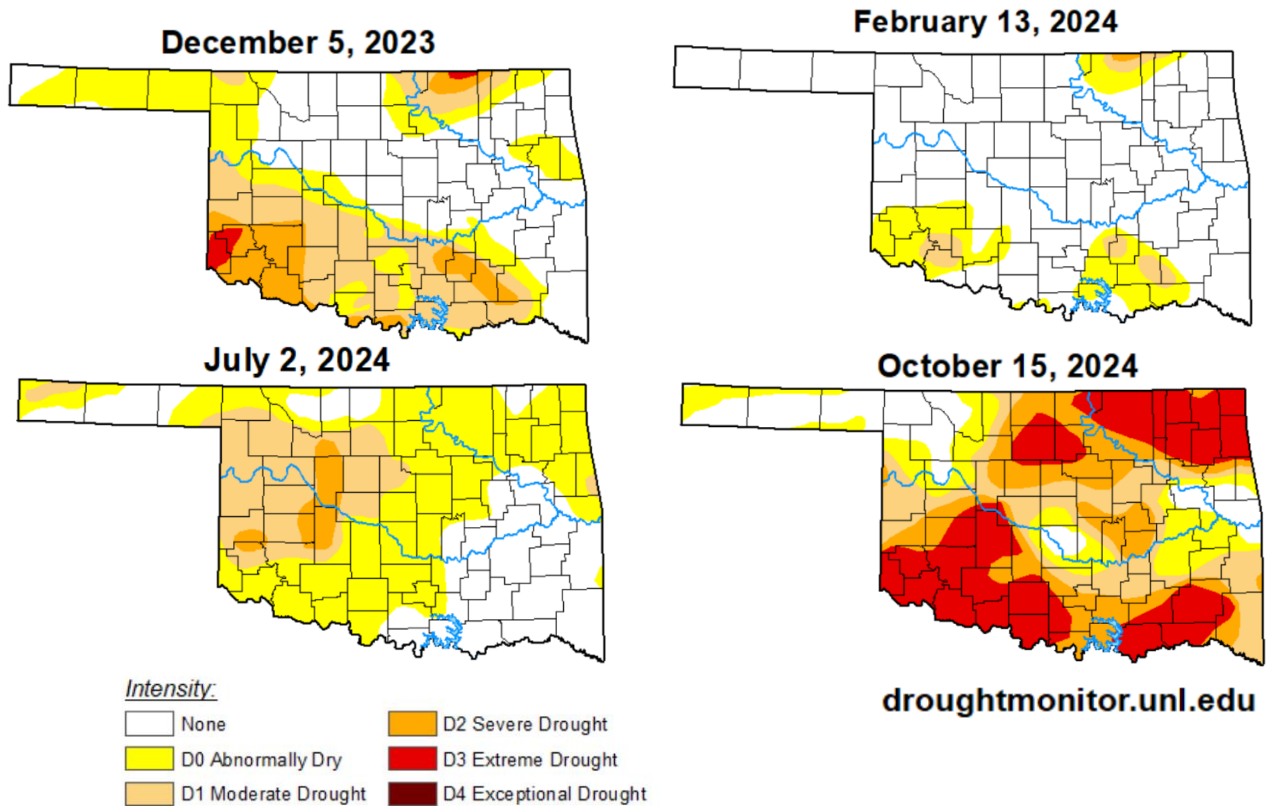 December 5, 2023
February 13, 2024
July 2, 2024
October 15, 2024
droughtmonitor.unl.edu
Intensity:
None
D0 Abnormally Dry
D1 Moderate Drought
D2 Severe Drought
D3 Extreme Drought
D4 Exceptional Drought